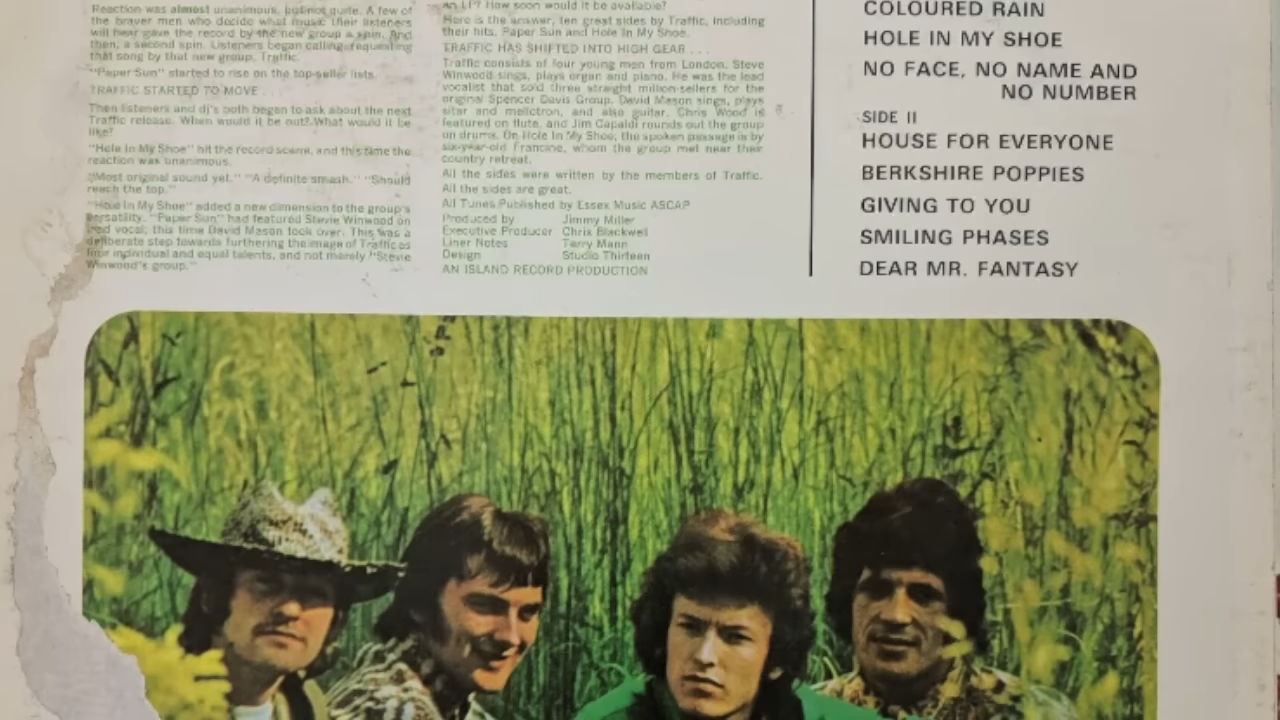 Reaction was almost unanimous, but not quite. A few of
the braver men who decide what music their listeners
will hear gave the record by the new group a spin. And
then, a second spin. Listeners began calling, requesting
that song by that new group, Traffic.
"Paper Sun" started to rise on the top-seller lists.
TRAFFIC STARTED TO MOVE . .
Then listeners and dj's both began to ask about the next
Traffic release. When would it be out? What would it be
like?
"Hole In My Shoe" hit the record scene, and this time the
reaction was unanimous.
"Most original sound yet." "A definite smash." "Should
reach the top."
"Hole In My Shoe" added a new dimension to the group's
versatility. "Paper Sun" had featured Stevie Winwood on
lead vocal; this time David Mason took over. This was a
deliberate step towards furthering the image of Traffic as
four individual and equal talents, and not merely "Stevie
Winwood's group."
an LP? How soon would it be available?
Here is the answer, ten great sides by Traffic, including
their hits, Paper Sun and Hole In My Shoe.
TRAFFIC HAS SHIFTED INTO HIGH GEAR . . .
Traffic consists of four young men from London. Steve
Winwood sings, plays organ and piano. He was the lead
vocalist that sold three straight million-sellers for the
original Spencer Davis Group. David Mason sings, plays
sitar and mellotron, and also guitar. Chris Wood is
featured on flute, and Jim Capaldi rounds out the group
on drums. On Hole In My Shoe, the spoken passage is by
six-year-old Francine, whom the group met near their
country retreat.
All the sides were written by the members of Traffic.
All the sides are great.
All Tunes Published by Essex Music ASCAP
Produced by Jimmy Miller
Executive Producer Chris Blackwell
Liner Notes Terry Mann
Design Studio Thirteen
AN ISLAND RECORD PRODUCTION
COLOURED RAIN
HOLE IN MY SHOE
NO FACE, NO NAME AND
NO NUMBER
SIDE II
HOUSE FOR EVERYONE
BERKSHIRE POPPIES
GIVING TO YOU
SMILING PHASES
DEAR MR. FANTASY